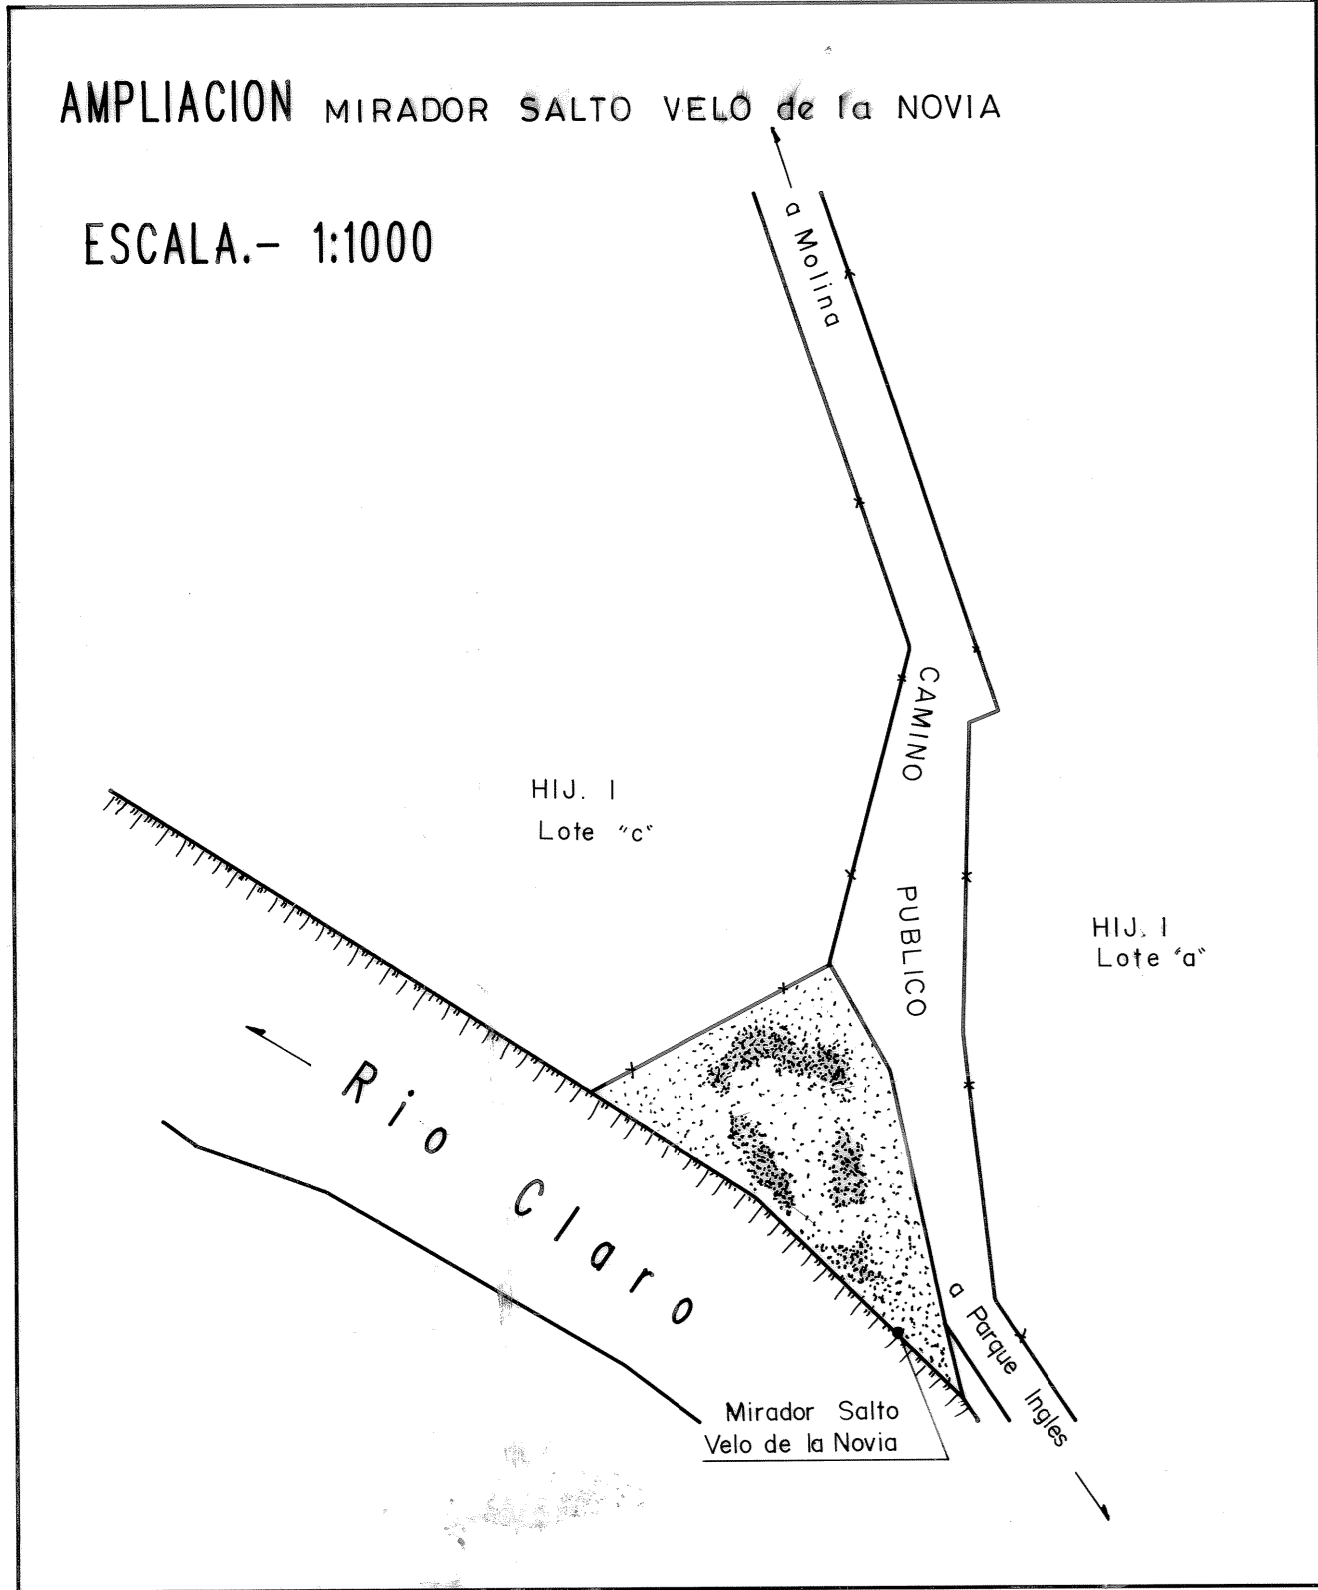 AMPLIACION MIRADOR SALTO VELO de la NOVIA
ESCALA.- 1:1000
a Molina
CAMINO PUBLICO
HIJ. I
Lote "c"
HIJ. I
Lote "a"
Rio Claro
a Parque Ingles
Mirador Salto
Velo de la Novia